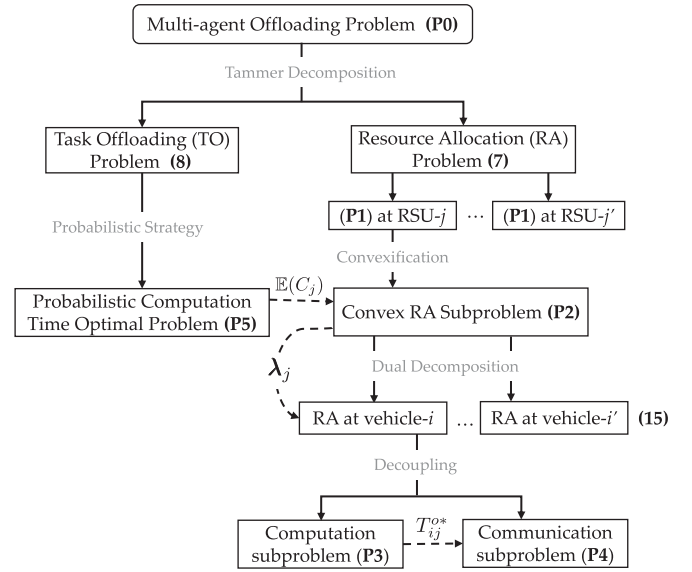 Multi-agent Offloading Problem (P0)
Tammer Decomposition
Task Offloading (TO)
Problem (8)
Resource Allocation (RA)
Problem (7)
(P1) at RSU-j
...
(P1) at RSU-j'
Probabilistic Strategy
Convexification
Probabilistic Computation
Time Optimal Problem (P5)
𝔼(C_j)
Convex RA Subproblem (P2)
λ_j
Dual Decomposition
RA at vehicle-i
...
RA at vehicle-i'
(15)
Decoupling
Computation
subproblem (P3)
T_{ij}^{o*}
Communication
subproblem (P4)